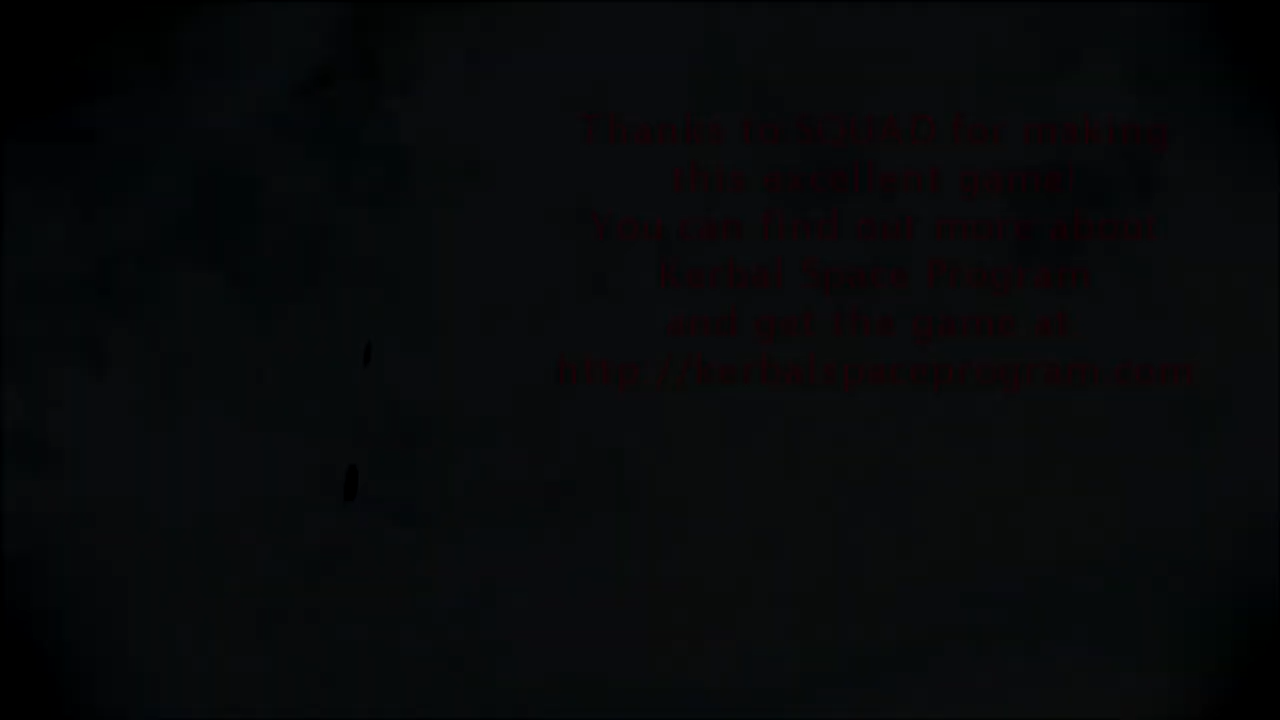 Thanks to SQUAD for making
this excellent game!
You can find out more about
Kerbal Space Program
and get the game at
http://kerbalspaceprogram.com